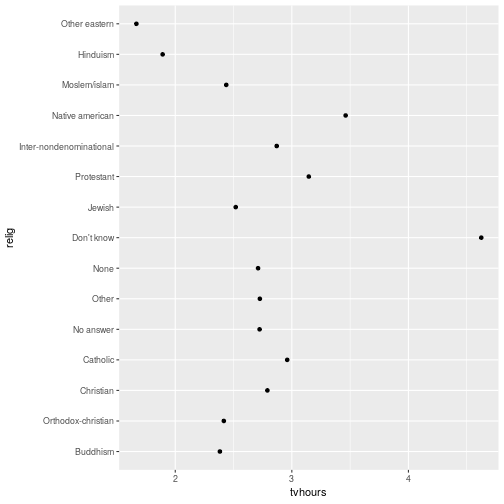 Other eastern
Hinduism
Moslem/islam
Native american
Inter-nondenominational
Protestant
Jewish
Don't know
None
Other
No answer
Catholic
Christian
Orthodox-christian
Buddhism
relig
2 3 4
tvhours